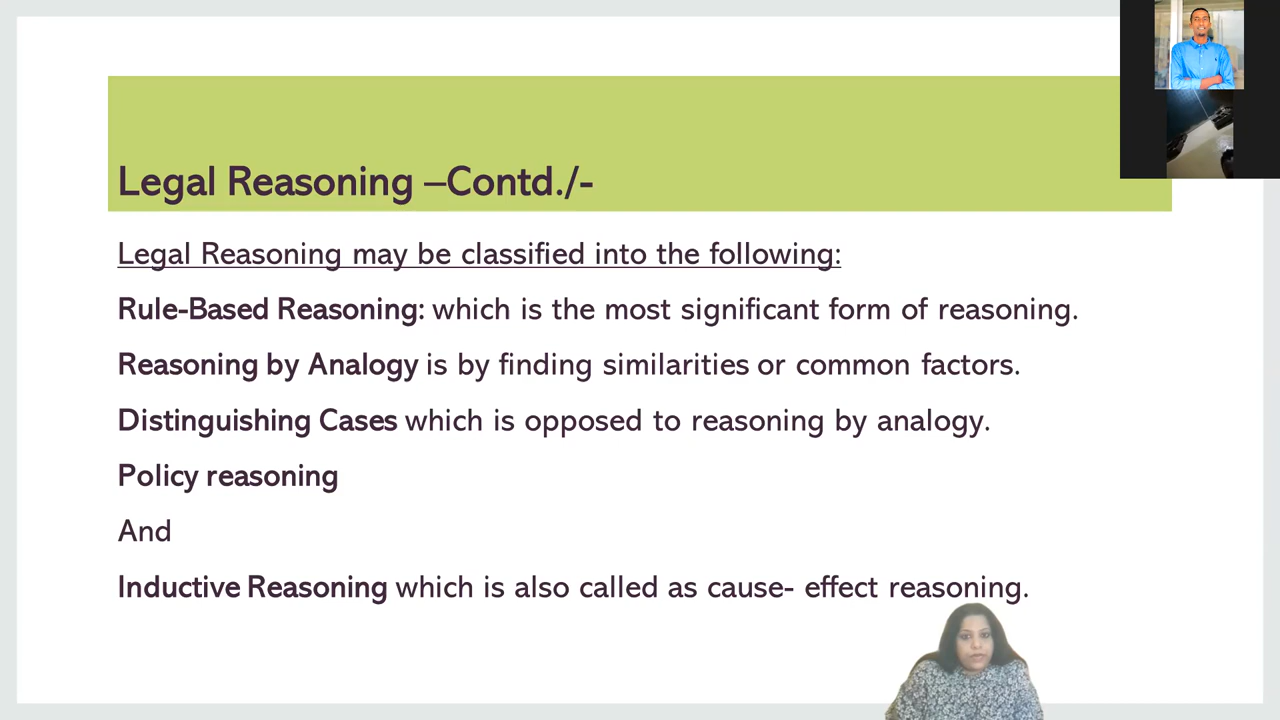 Legal Reasoning –Contd./-
Legal Reasoning may be classified into the following:
Rule-Based Reasoning: which is the most significant form of reasoning.
Reasoning by Analogy is by finding similarities or common factors.
Distinguishing Cases which is opposed to reasoning by analogy.
Policy reasoning
And
Inductive Reasoning which is also called as cause- effect reasoning.